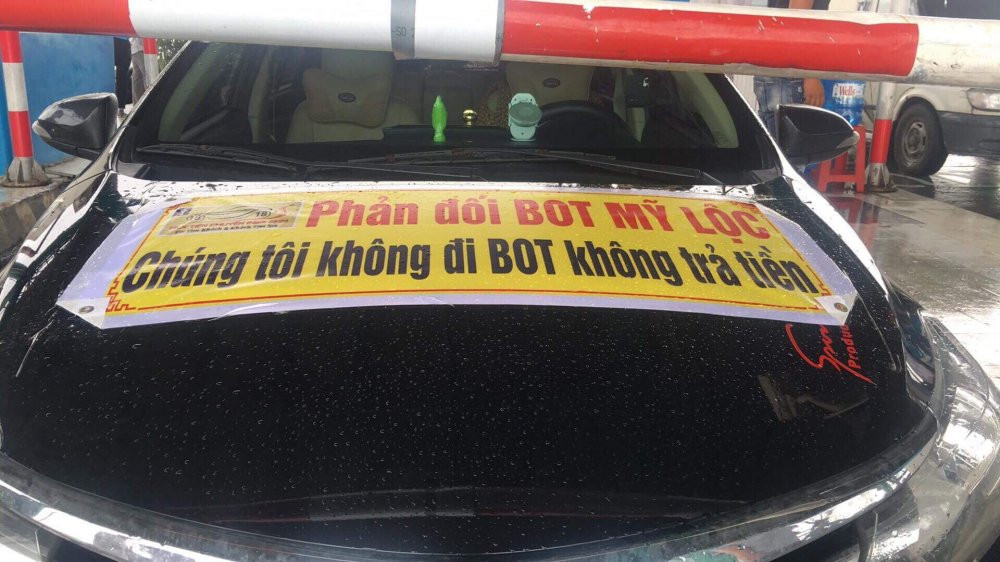 Phản đối BOT MỸ LỘC
Chúng tôi không đi BOT không trả tiền